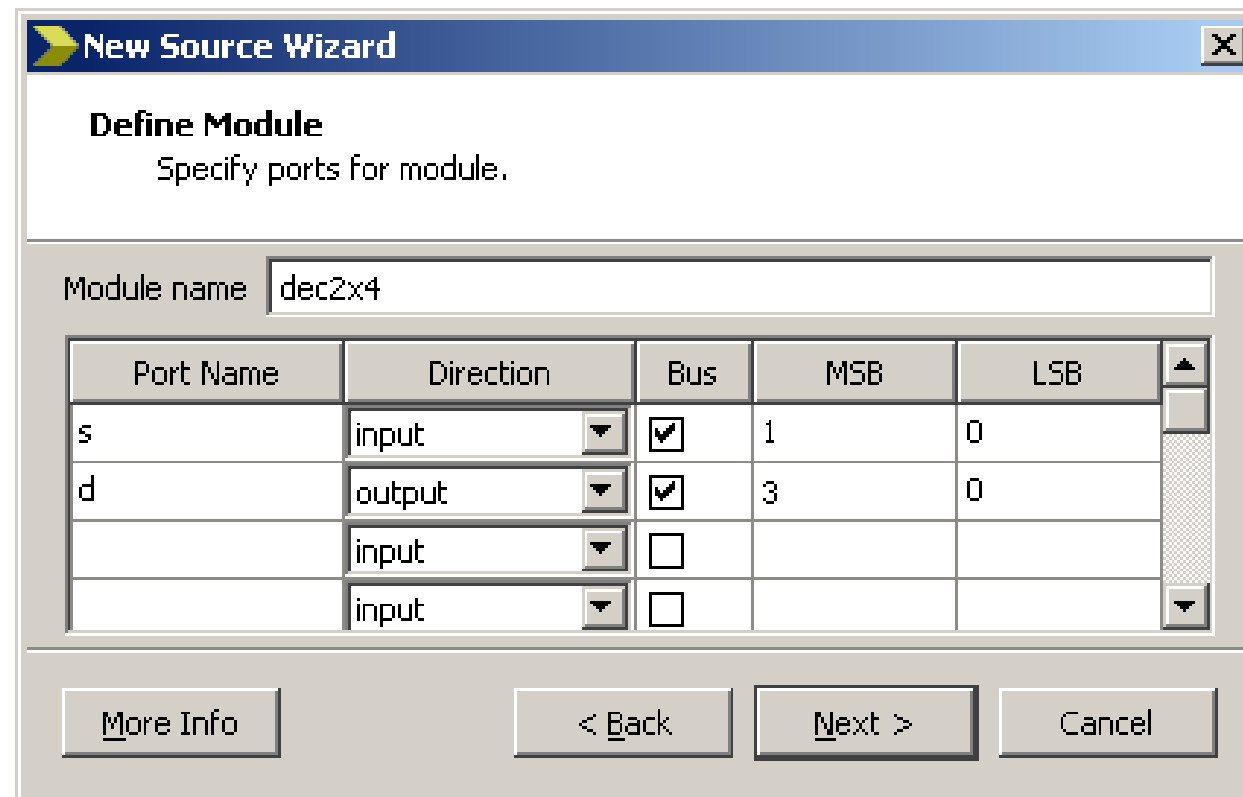 New Source Wizard
Define Module
Specify ports for module.
Module name dec2x4
Port Name Direction Bus MSB LSB
s input 1 0
d output 3 0
input
input
More Info < Back Next > Cancel